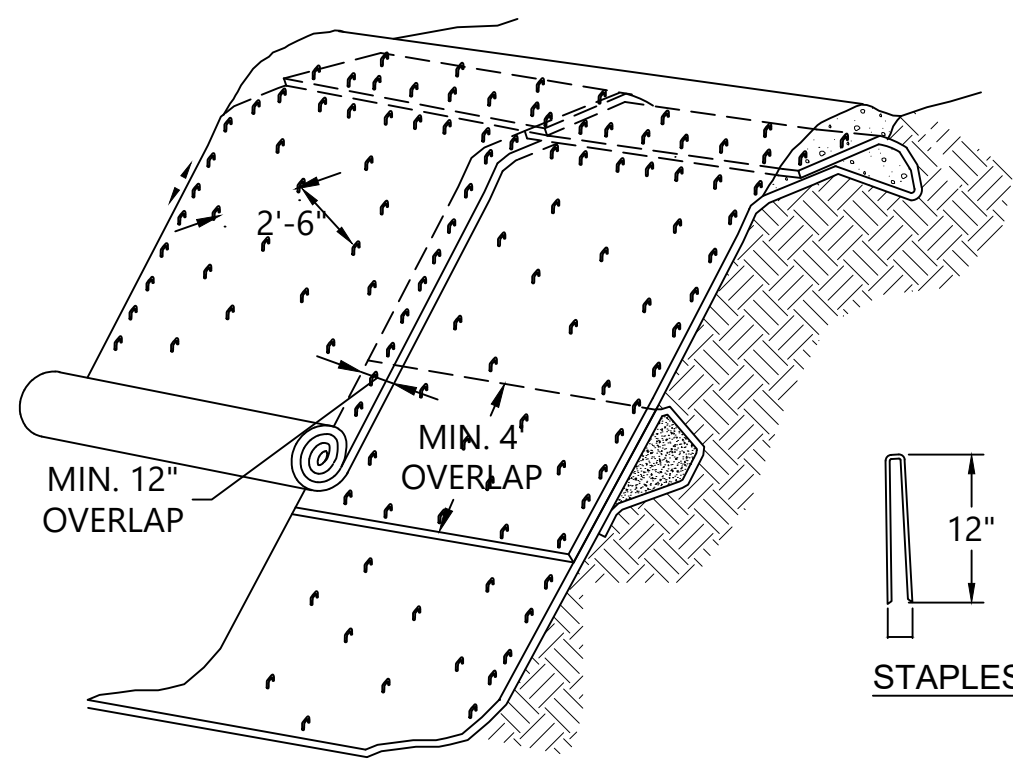 2'-6"
MIN. 4'
OVERLAP
MIN. 12"
OVERLAP
12"
STAPLES